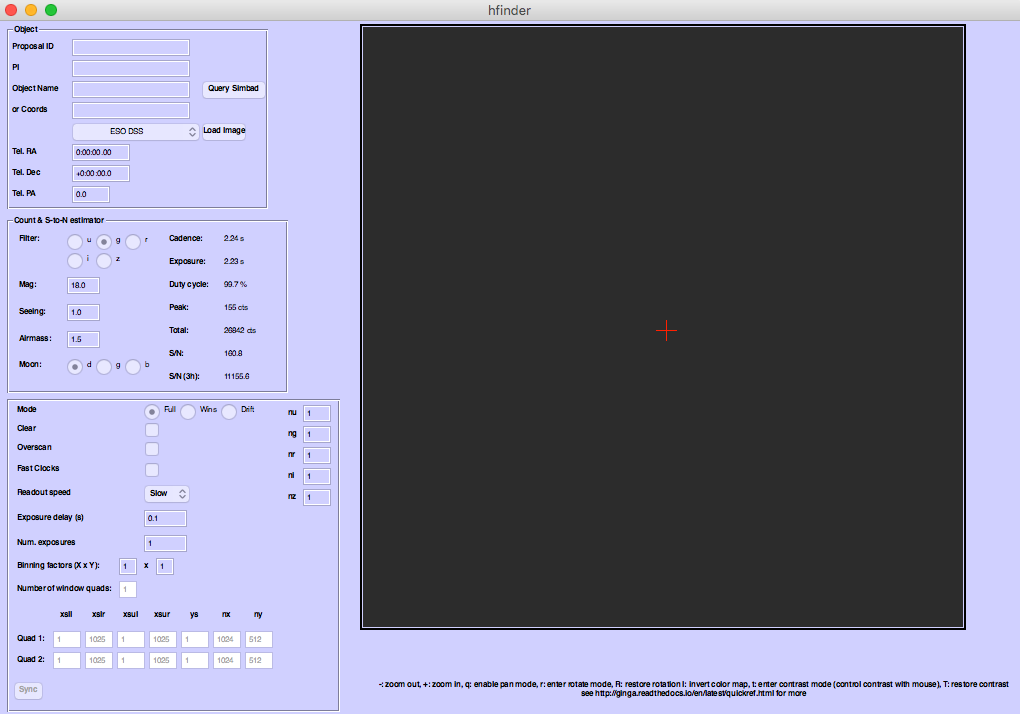 hfinder
Object
Proposal ID
PI
Object Name
Query Simbad
or Coords
ESO DSS
Load Image
Tel. RA
0:00:00.00
Tel. Dec
+0:00:00.0
Tel. PA
0.0
Count & S-to-N estimator
Filter: u g r
i z
Mag: 18.0
Seeing: 1.0
Airmass: 1.5
Moon: d g b
Cadence: 2.24 s
Exposure: 2.23 s
Duty cycle: 99.7 %
Peak: 155 cts
Total: 26842 cts
S/N: 160.8
S/N (3h): 11155.6
Mode Full Wins Drift
Clear
Overscan
Fast Clocks
Readout speed Slow
Exposure delay (s) 0.1
Num. exposures 1
Binning factors (X x Y): 1 x 1
Number of window quads: 1
nu 1
ng 1
nr 1
ni 1
nz 1
xsll xslr xsul xsur ys nx ny
Quad 1: 1 1025 1 1025 1 1024 512
Quad 2: 1 1025 1 1025 1 1024 512
Sync
-: zoom out, +: zoom in, q: enable pan mode, r: enter rotate mode, R: restore rotation I: invert color map, t: enter contrast mode (control contrast with mouse), T: restore contrast
see http://ginga.readthedocs.io/en/latest/quickref.html for more